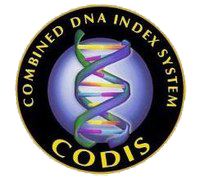 COMBINED DNA INDEX SYSTEM
CODIS